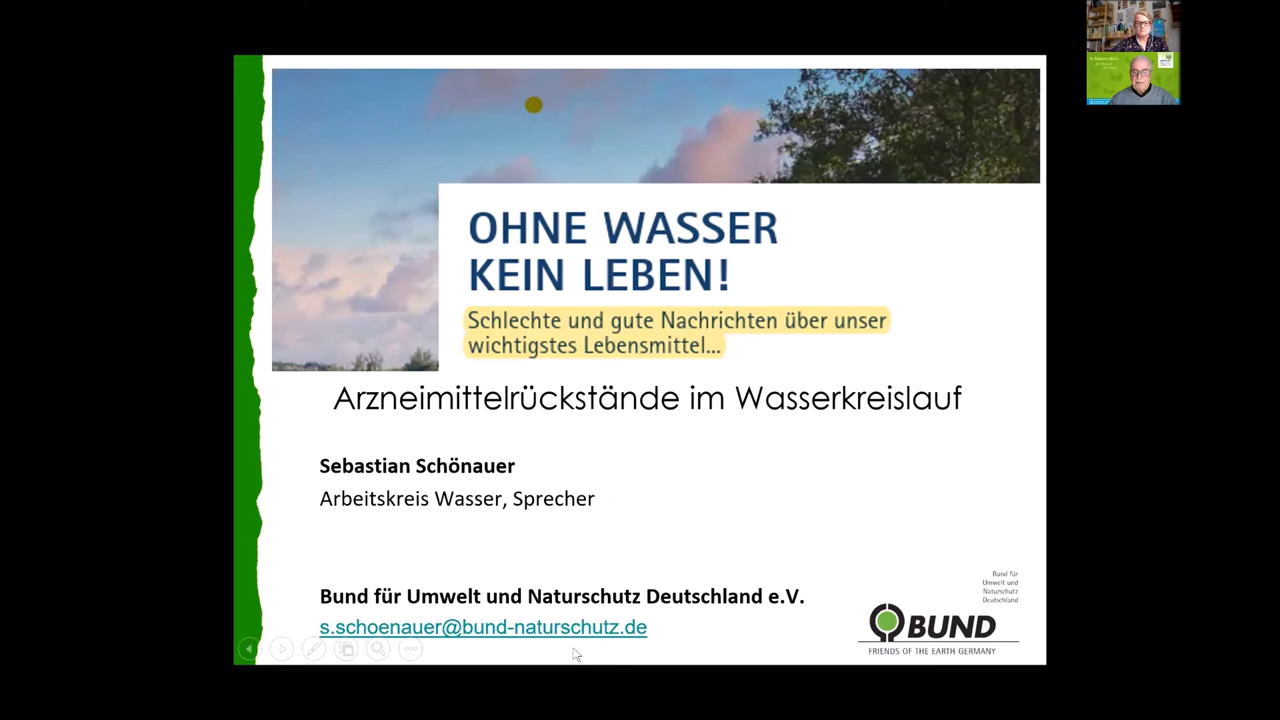 OHNE WASSER
KEIN LEBEN!
Schlechte und gute Nachrichten über unser
wichtigstes Lebensmittel...
Arzneimittelrückstände im Wasserkreislauf
Sebastian Schönauer
Arbeitskreis Wasser, Sprecher
Bund für Umwelt und Naturschutz Deutschland e.V.
s.schoenauer@bund-naturschutz.de
Bund für
Umwelt und
Naturschutz
Deutschland
BUND
FRIENDS OF THE EARTH GERMANY